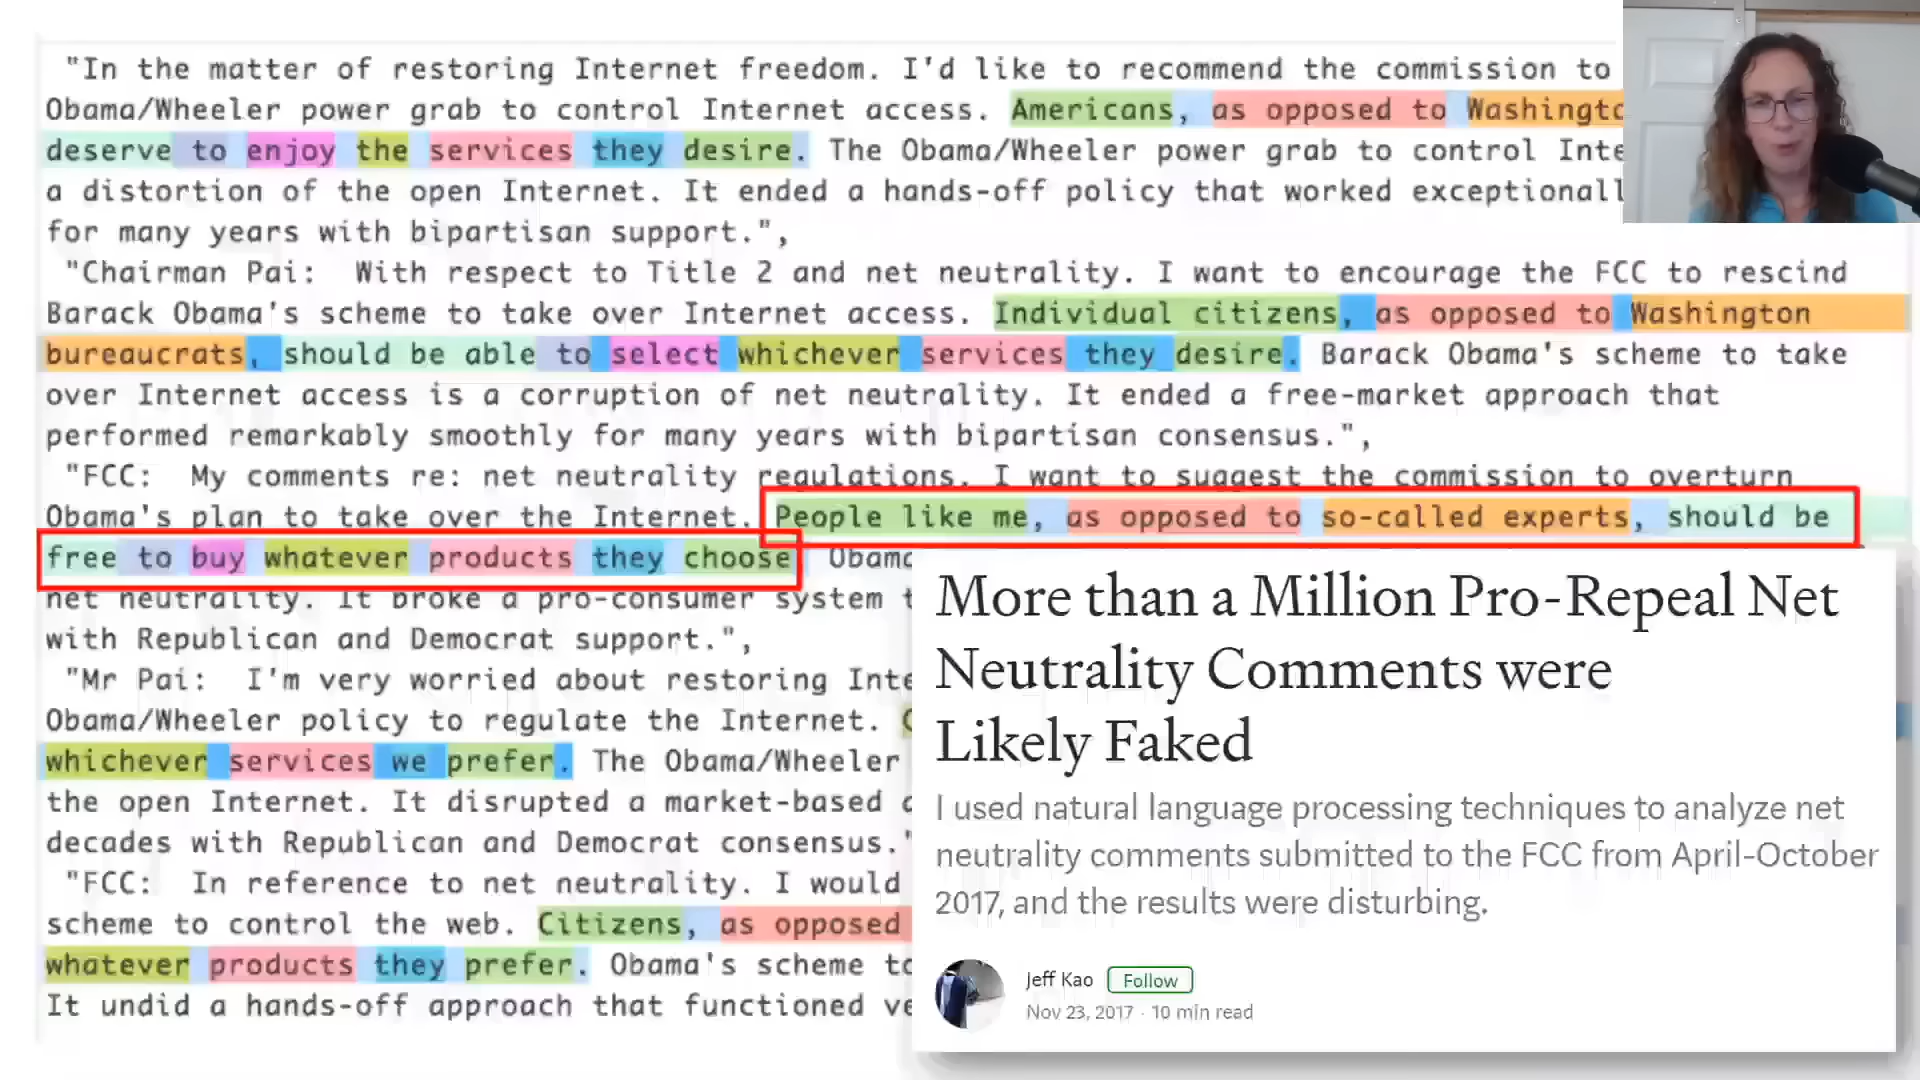 "In the matter of restoring Internet freedom. I'd like to recommend the commission to
Obama/Wheeler power grab to control Internet access. Americans, as opposed to
deserve to enjoy the services they desire. The Obama/Wheeler power grab to control
a distortion of the open Internet. It ended a hands-off policy that worked
for many years with bipartisan support.",
"Chairman Pai: With respect to Title 2 and net neutrality. I want to encourage the FCC to rescind
Barack Obama's scheme to take over Internet access. Individual citizens, as opposed to Washington
bureaucrats, should be able to select whichever services they desire. Barack Obama's scheme to take
over Internet access is a corruption of net neutrality. It ended a free-market approach that
performed remarkably smoothly for many years with bipartisan consensus.",
"FCC: My comments re: net neutrality regulations. I want to suggest the commission to overturn
Obama's plan to take over the Internet. People like me, as opposed to so-called experts, should be
free to buy whatever products they choose
net neutrality. It broke a pro-consumer system
with Republican and Democrat support.",
"Mr Pai: I'm very worried about restoring
Obama/Wheeler policy to regulate the Internet.
whichever services we prefer. The Obama/Wheeler
the open Internet. It disrupted a market-based
decades with Republican and Democrat consensus."
"FCC: In reference to net neutrality. I would
scheme to control the web. Citizens, as opposed
whatever products they prefer. Obama's scheme
It undid a hands-off approach that functioned
More than a Million Pro-Repeal Net
Neutrality Comments were
Likely Faked
I used natural language processing techniques to analyze net
neutrality comments submitted to the FCC from April-October
2017, and the results were disturbing.
Jeff Kao Follow
Nov 23, 2017 · 10 min read